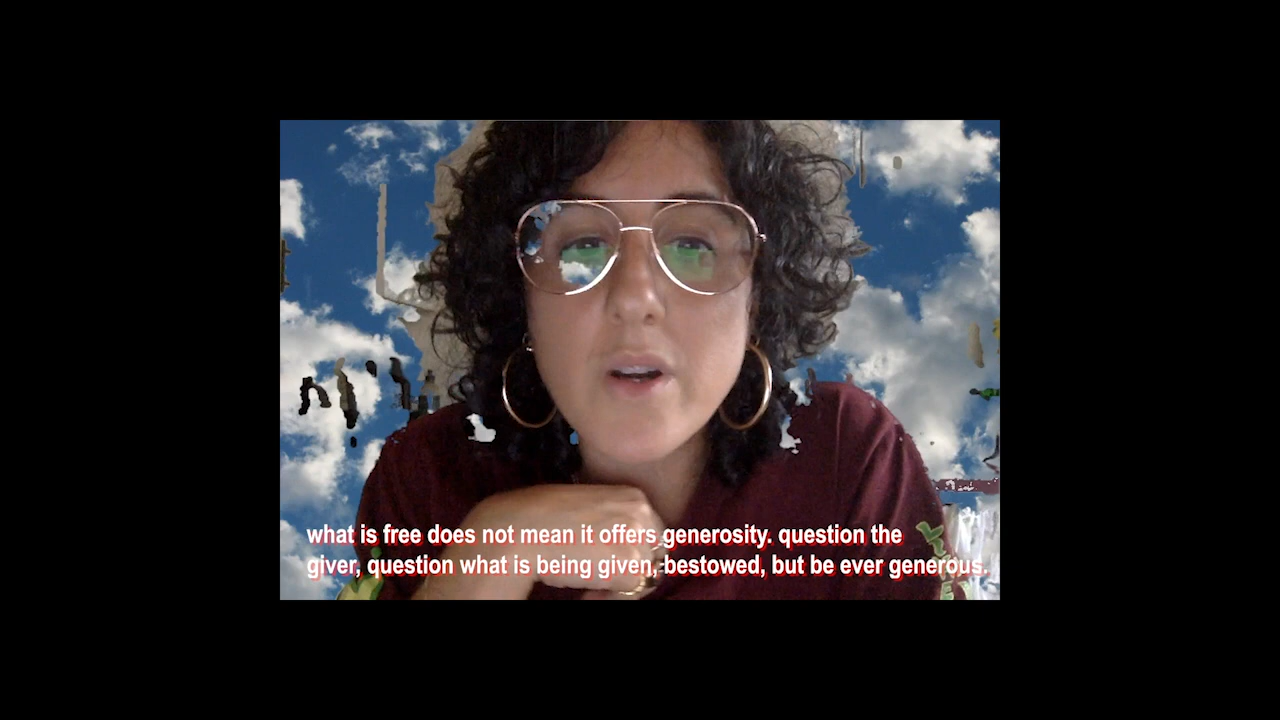 what is free does not mean it offers generosity. question the
giver, question what is being given, bestowed, but be ever generous.